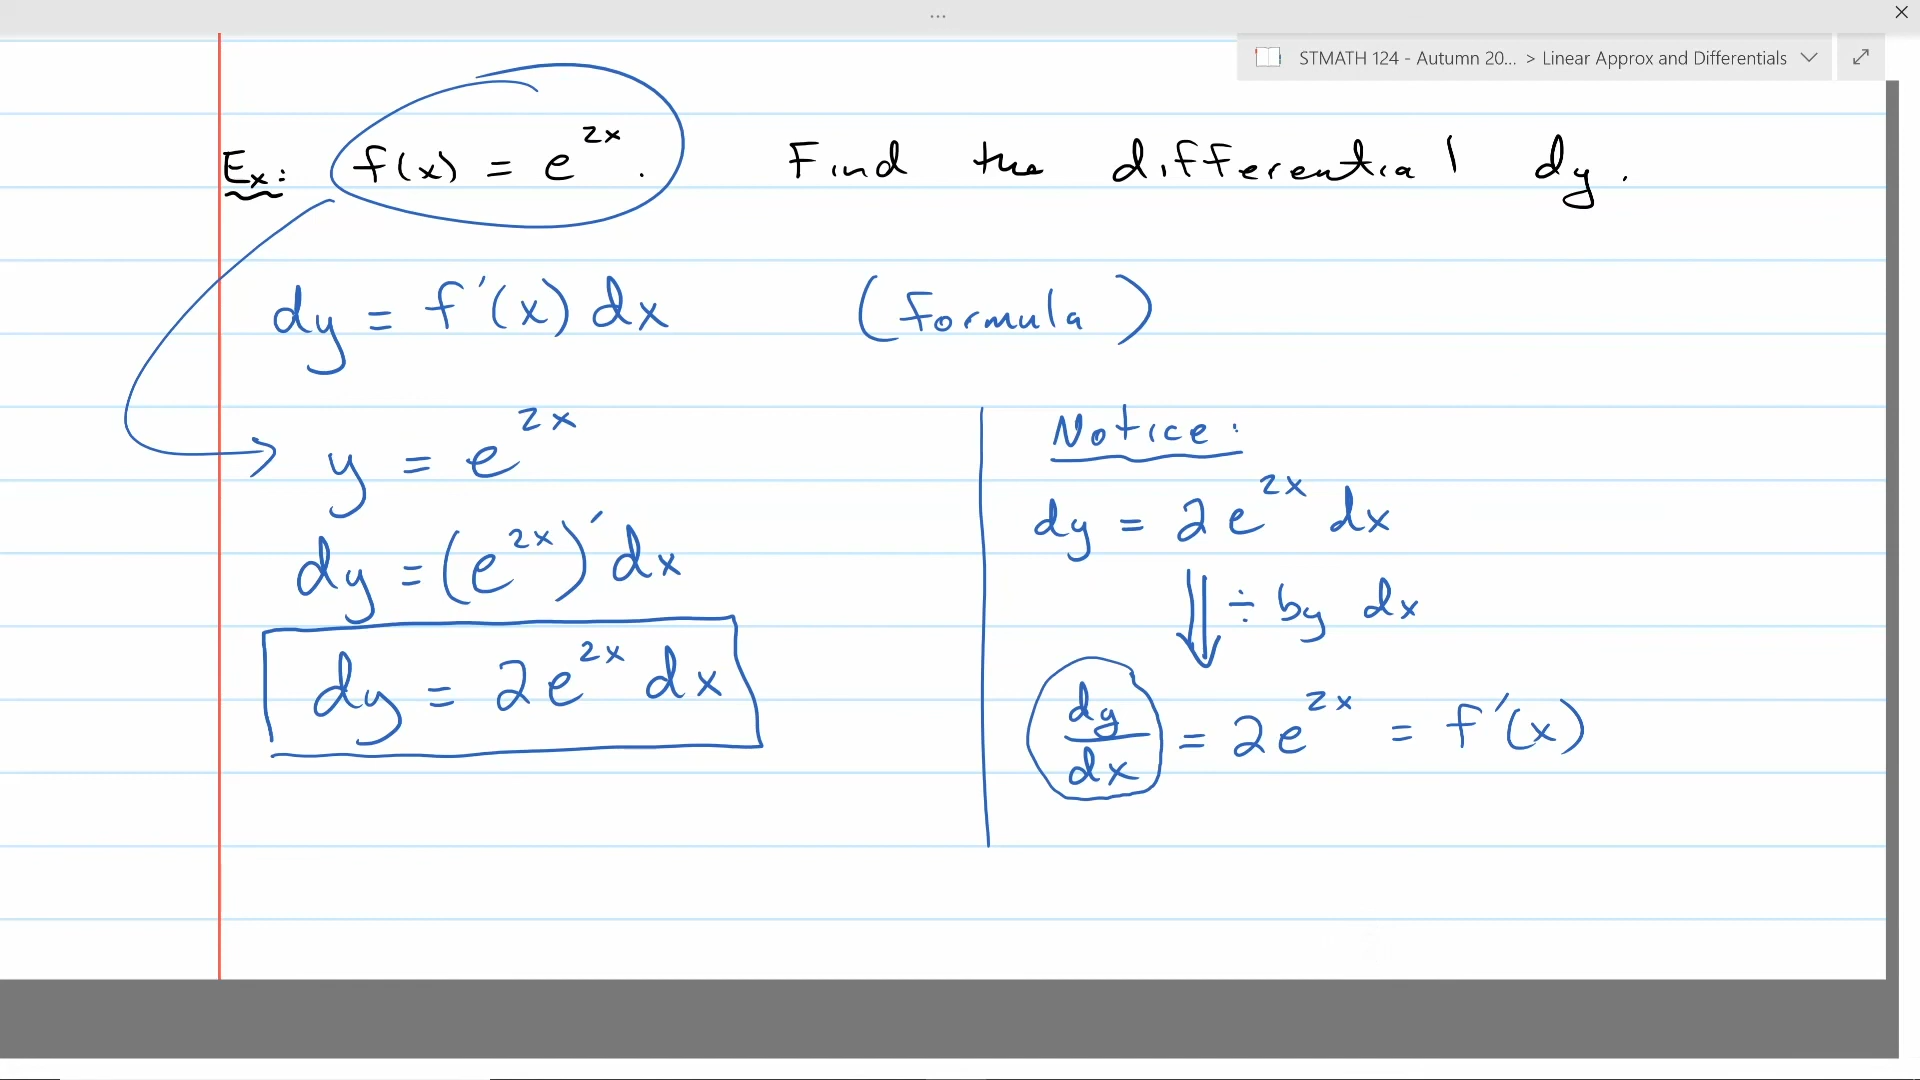 ...
STMATH 124 - Autumn 20... > Linear Approx and Differentials
Ex: f(x) = e^{2x}. Find the differential dy.
dy = f'(x) dx (Formula)
y = e^{2x}
dy = (e^{2x})' dx
dy = 2e^{2x} dx
Notice:
dy = 2e^{2x} dx
÷ by dx
dy/dx = 2e^{2x} = f'(x)